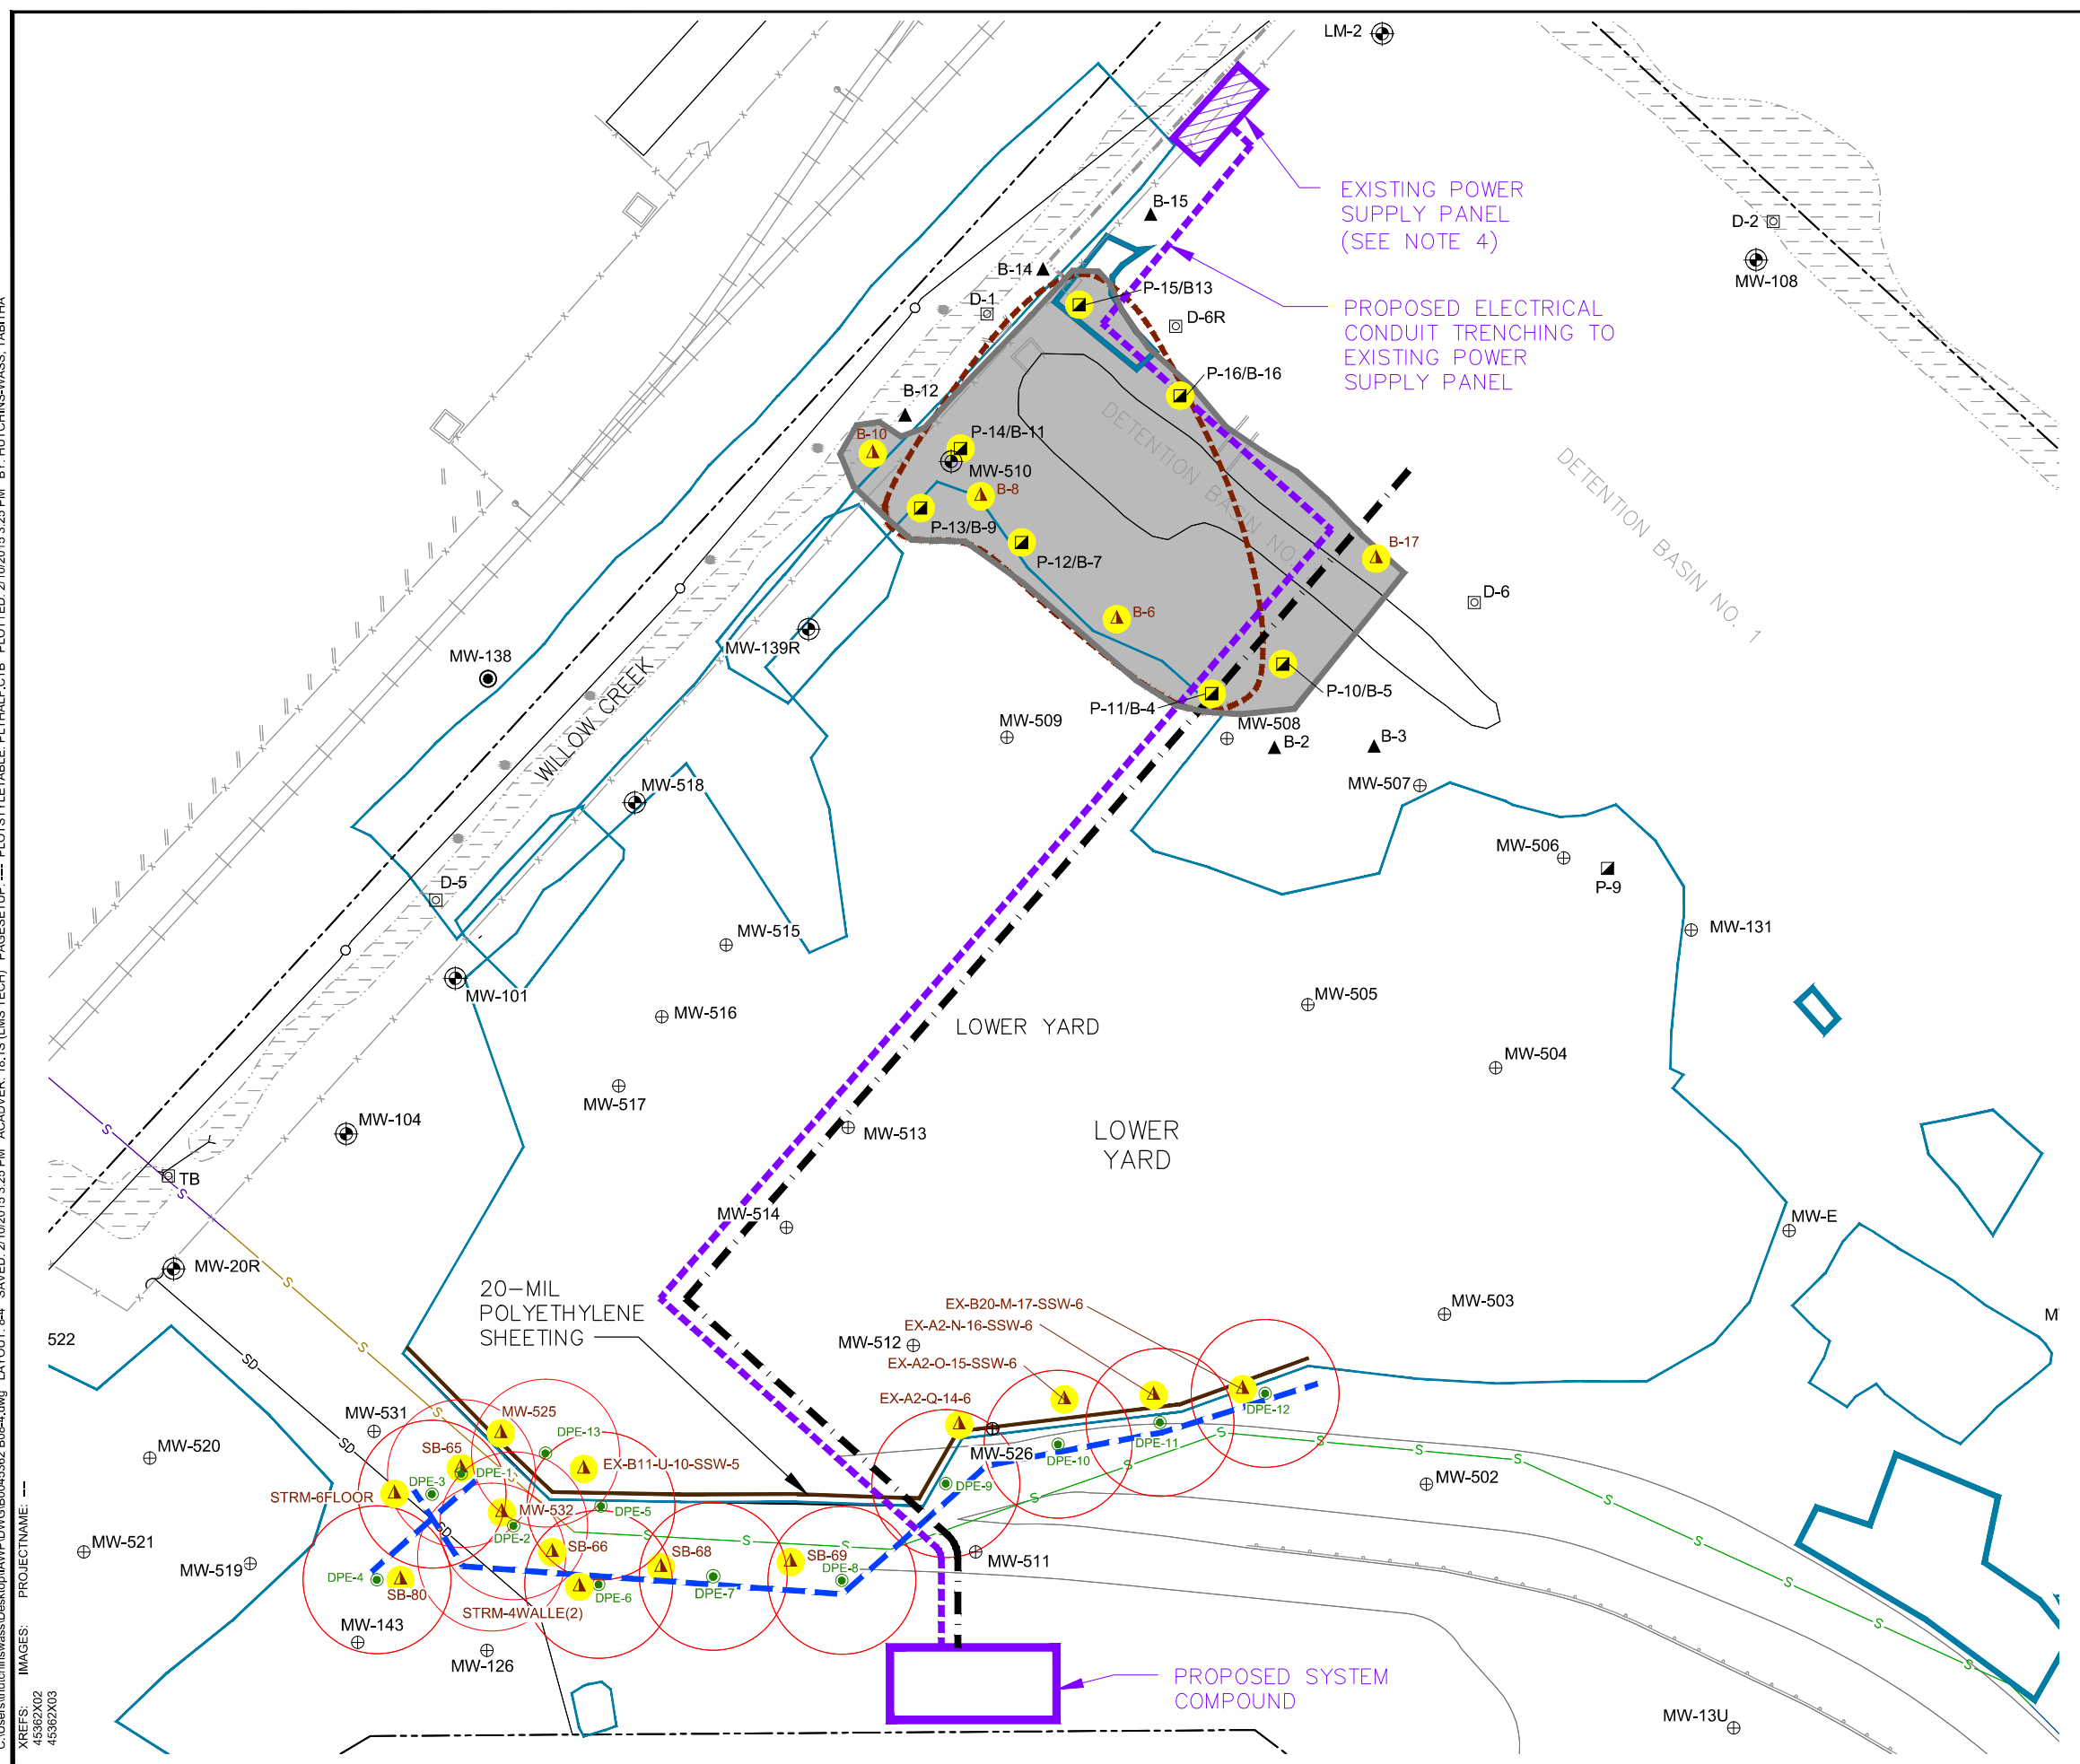 LM-2
EXISTING POWER
SUPPLY PANEL
(SEE NOTE 4)
B-15
D-2
MW-108
B-14
P-15/B13
D-1
D-6R
PROPOSED ELECTRICAL
CONDUIT TRENCHING TO
EXISTING POWER
SUPPLY PANEL
P-16/B-16
B-12
DETENTION BASIN NO.
DETENTION BASIN NO. 1
B-10
P-14/B-11
MW-510
B-8
P-13/B-9
P-12/B-7
B-17
B-6
D-6
MW-139R
MW-138
WILLOW CREEK
P-10/B-5
P-11/B-4
MW-509
MW-508
B-2
B-3
MW-507
MW-518
MW-506
P-9
D-5
MW-515
MW-131
MW-101
MW-516
MW-505
LOWER YARD
MW-504
MW-517
MW-104
MW-513
LOWER
YARD
S
TB
S
MW-514
MW-E
MW-20R
S
20-MIL
POLYETHYLENE
SHEETING
EX-B20-M-17-SSW-6
EX-A2-N-16-SSW-6
MW-503
M
522
SD
MW-512
EX-A2-O-15-SSW-6
S
EX-A2-Q-14-6
DPE-12
S
MW-531
MW-525
DPE-13
MW-526
DPE-11
S
S
S
MW-520
SD
SB-65
DPE-1
EX-B11-U-10-SSW-5
DPE-10
DPE-3
DPE-9
MW-502
STRM-6FLOOR
MW-532
DPE-5
S
S
SD
DPE-2
S
S
S
MW-521
SB-66
SB-68
SB-69
MW-511
MW-519
DPE-4
SB-80
DPE-6
DPE-7
DPE-8
S
STRM-4WALLE(2)
MW-143
S
MW-126
S
PROPOSED SYSTEM
COMPOUND
MW-13U
XREFS:
45362X02
45362X03
IMAGES:
PROJECTNAME: ---